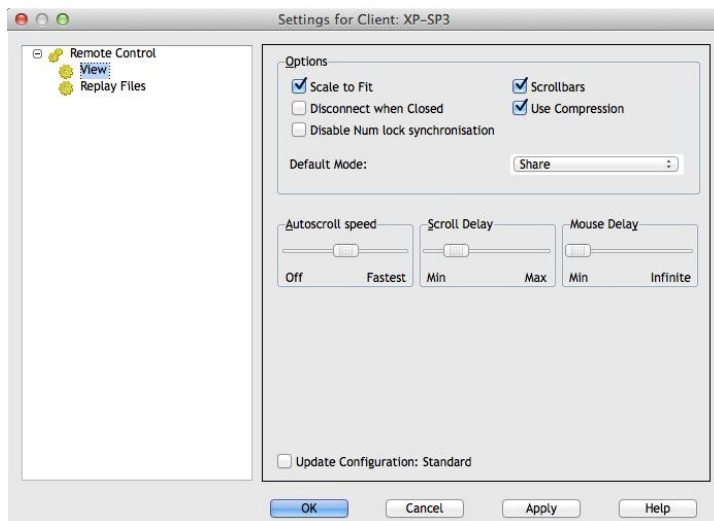 Settings for Client: XP-SP3
Remote Control
View
Replay Files
Options
Scale to Fit
Scrollbars
Disconnect when Closed
Use Compression
Disable Num lock synchronisation
Default Mode:
Share
Autoscroll speed
Scroll Delay
Mouse Delay
Off Fastest
Min Max
Min Infinite
Update Configuration: Standard
OK
Cancel
Apply
Help